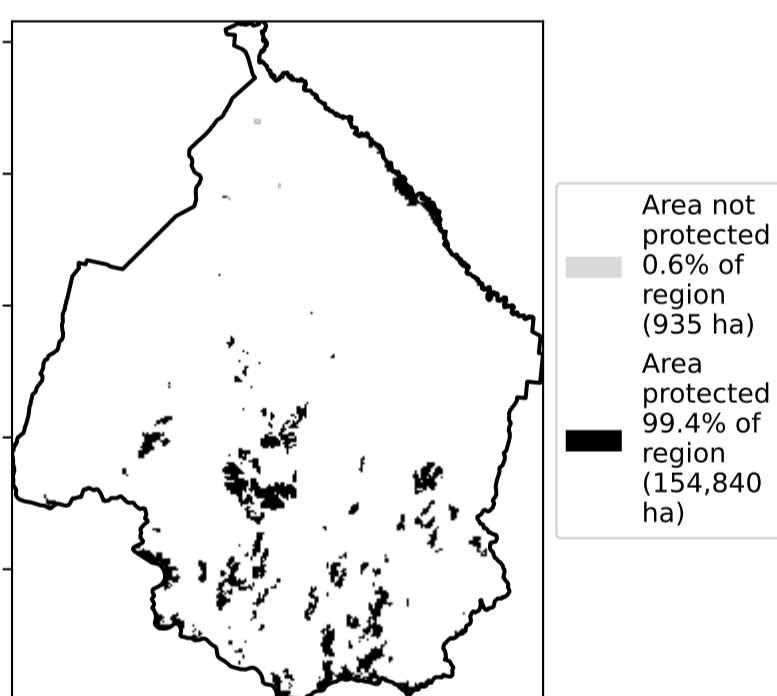 Area not
protected
0.6% of
region
(935 ha)
Area
protected
99.4% of
region
(154,840
ha)